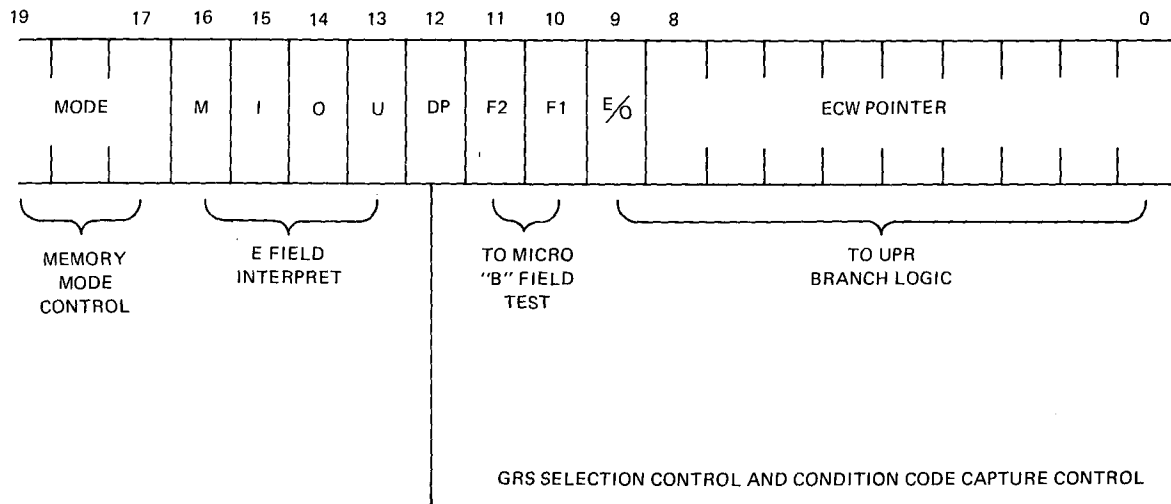 19 17 16 15 14 13 12 11 10 9 8 0
MODE M I O U DP F2 F1 E/O ECW POINTER
MEMORY
MODE
CONTROL
E FIELD
INTERPRET
TO MICRO
"B" FIELD
TEST
TO UPR
BRANCH LOGIC
GRS SELECTION CONTROL AND CONDITION CODE CAPTURE CONTROL